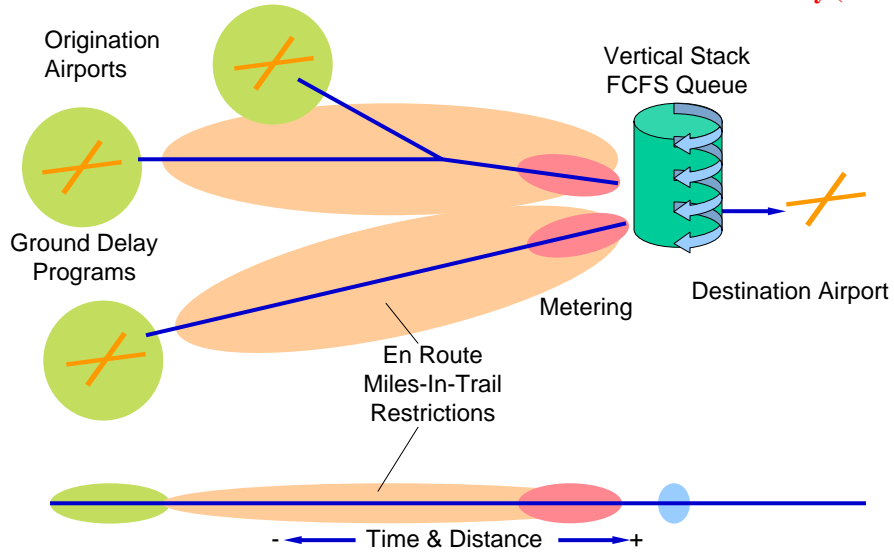 Origination
Airports
Vertical Stack
FCFS Queue
Ground Delay
Programs
Metering
Destination Airport
En Route
Miles-In-Trail
Restrictions
- Time & Distance +